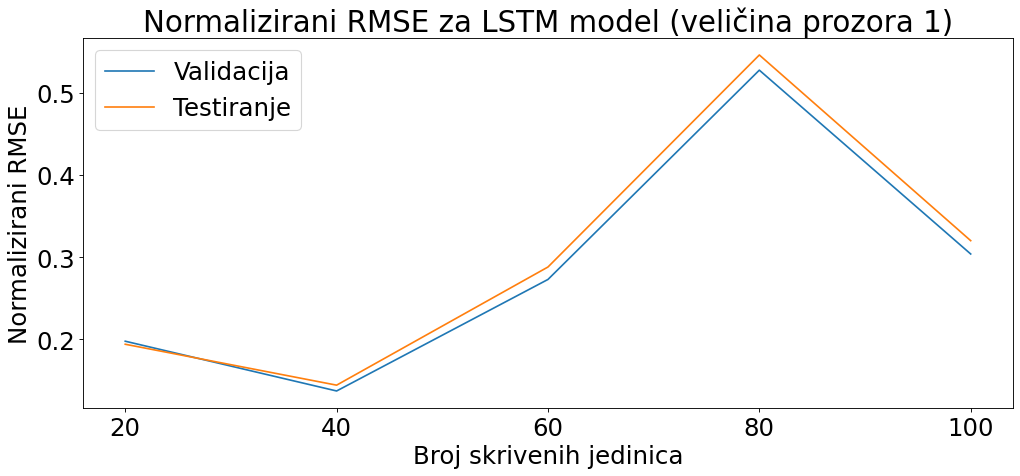 Normalizirani RMSE za LSTM model (veličina prozora 1)
Validacija
Testiranje
Normalizirani RMSE
0.5
0.4
0.3
0.2
20 40 60 80 100
Broj skrivenih jedinica